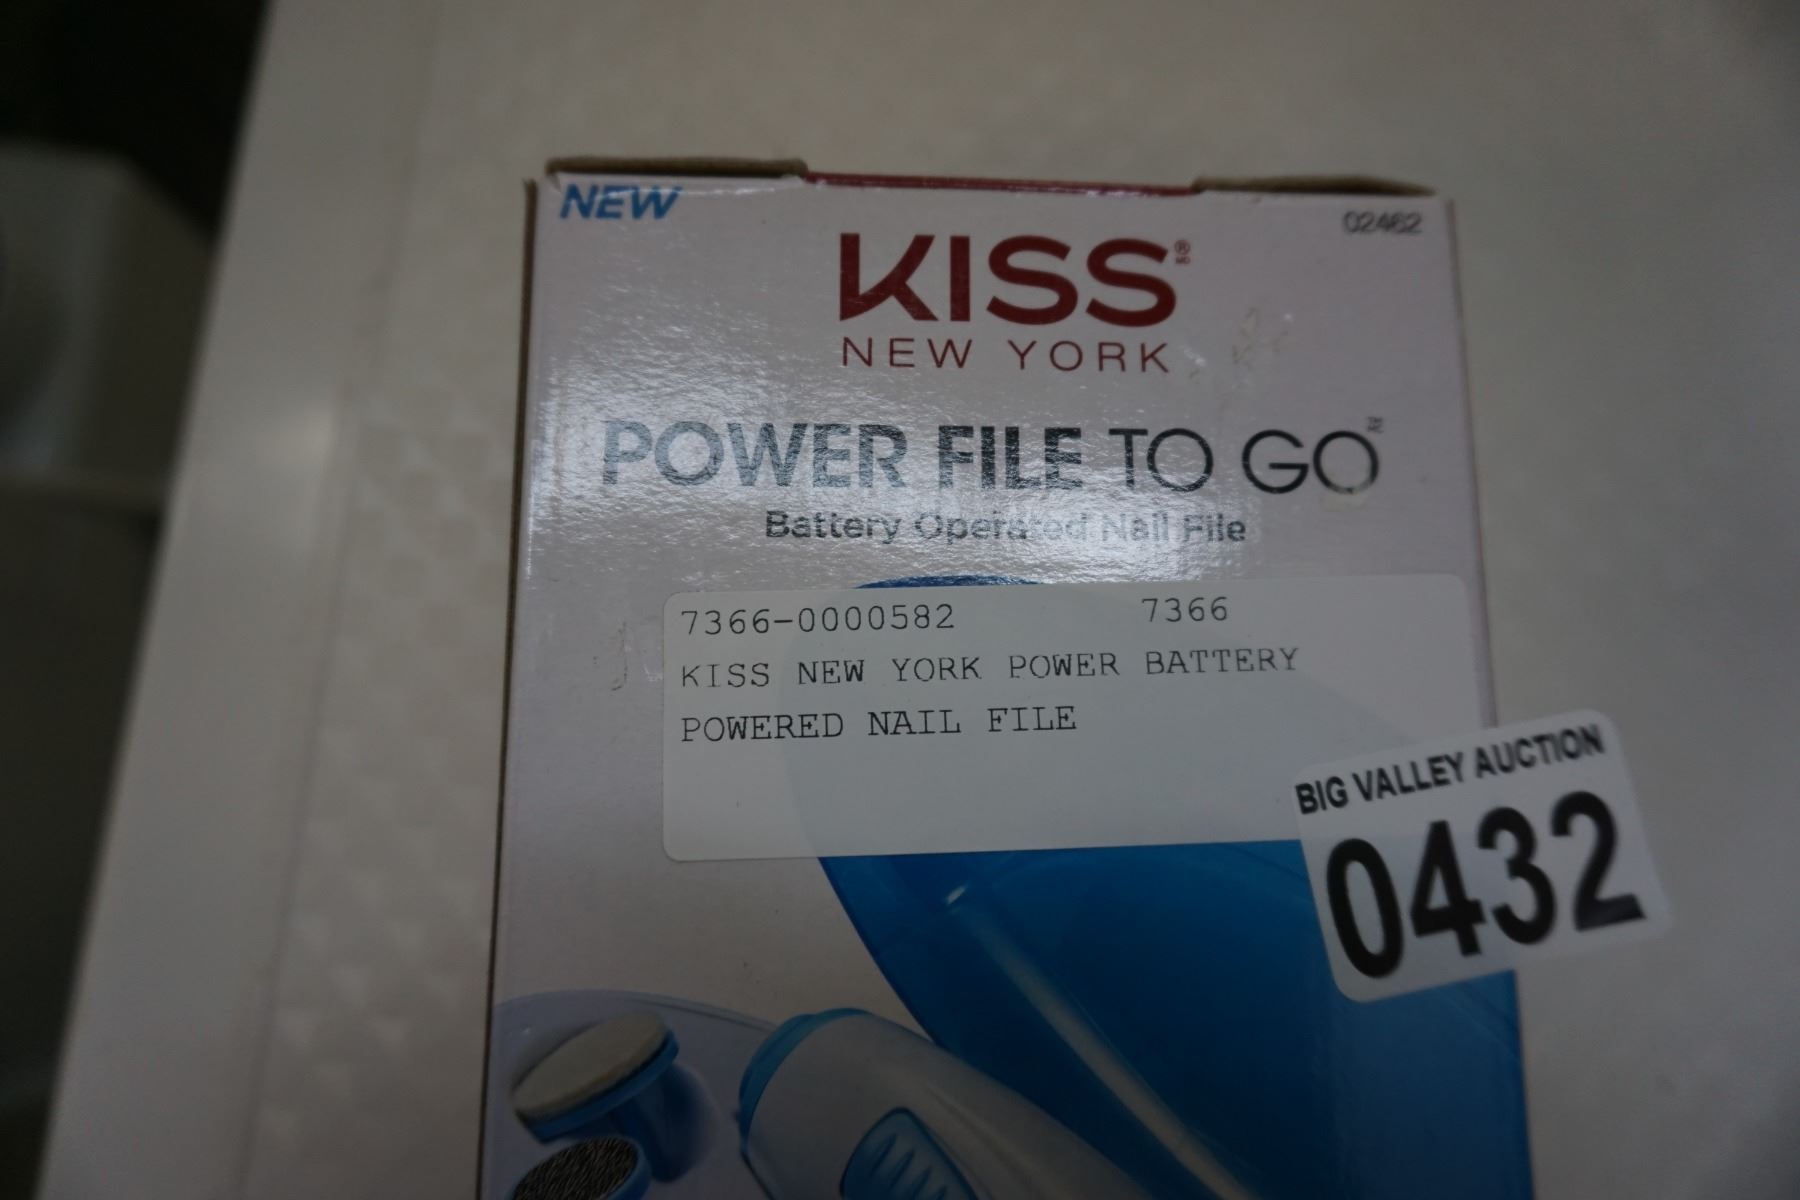 NEW
02462
KISS®
NEW YORK
POWER FILE TO GO
Battery Operated Nail File
7366-0000582 7366
KISS NEW YORK POWER BATTERY
POWERED NAIL FILE
BIG VALLEY AUCTION
0432